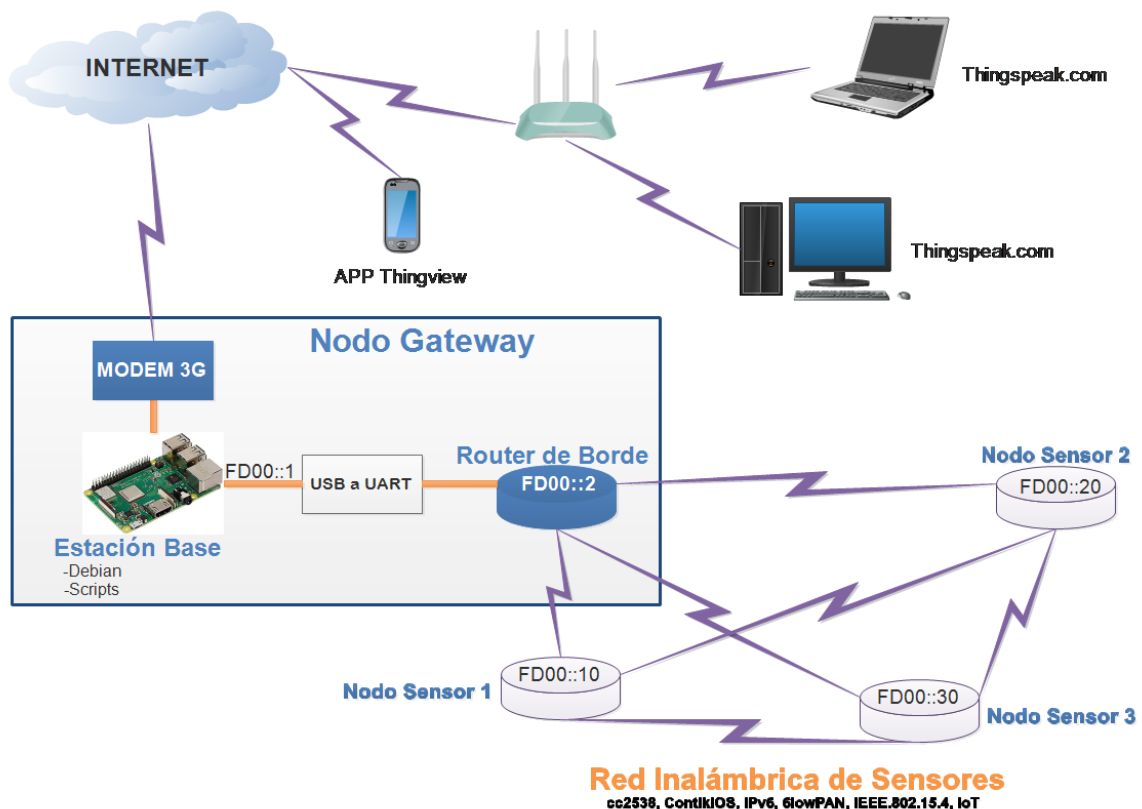 INTERNET
Thingspeak.com
APP Thingview
Thingspeak.com
Nodo Gateway
MODEM 3G
FD00::1
USB a UART
Router de Borde
FD00::2
Estación Base
-Debian
-Scripts
Nodo Sensor 2
FD00::20
FD00::10
Nodo Sensor 1
FD00::30
Nodo Sensor 3
Red Inalámbrica de Sensores
cc2538, ContikiOS, IPv6, 6lowPAN, IEEE.802.15.4, IoT